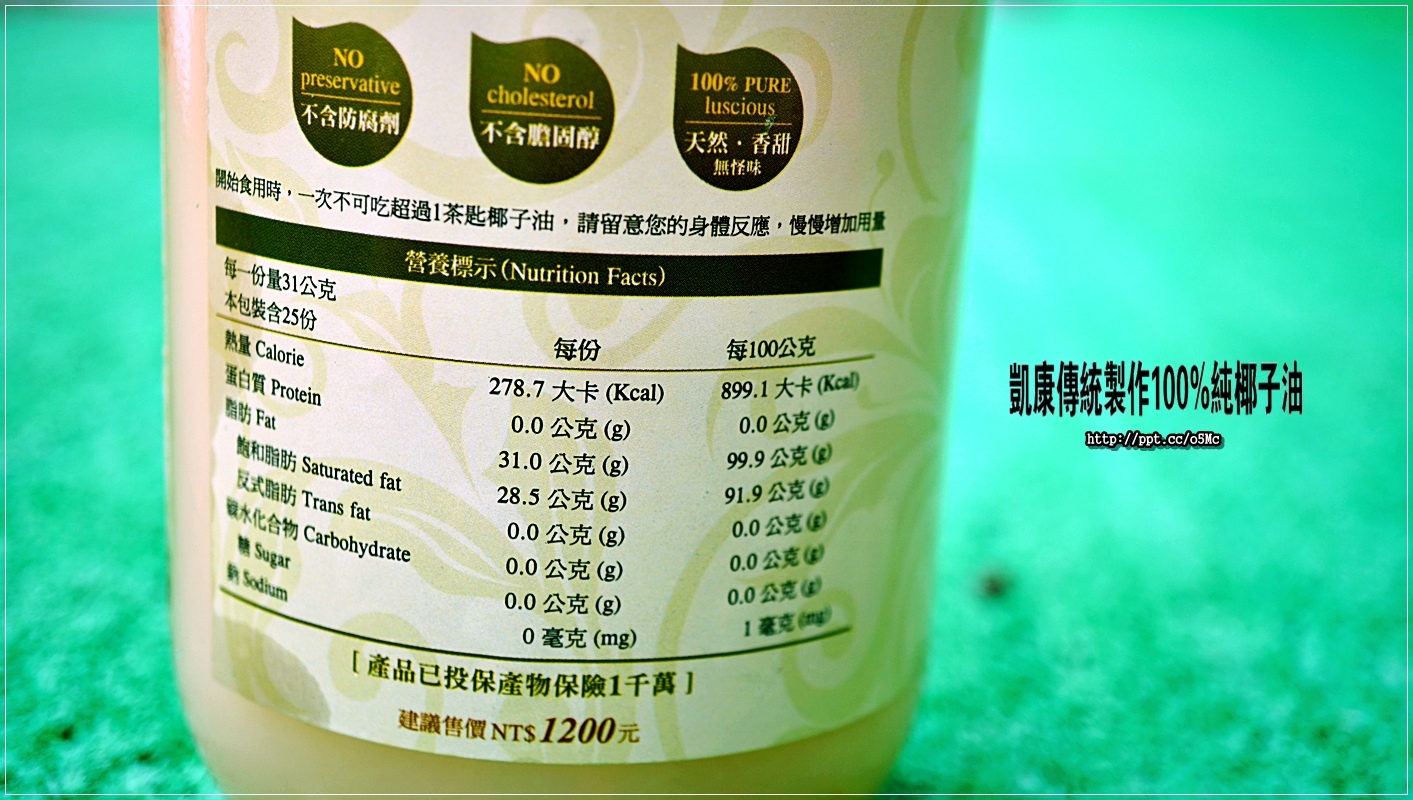 NO
preservative
不含防腐劑
NO
cholesterol
不含膽固醇
100% PURE
luscious
天然·香甜
無怪味
開始食用時，一次不可吃超過1茶匙椰子油，請留意您的身體反應，慢慢增加用量
營養標示(Nutrition Facts)
每一份量31公克
本包裝含25份
每份 每100公克
熱量 Calorie 278.7 大卡 (Kcal) 899.1 大卡 (Kcal)
蛋白質 Protein 0.0 公克 (g) 0.0 公克 (g)
脂肪 Fat 31.0 公克 (g) 99.9 公克 (g)
飽和脂肪 Saturated fat 28.5 公克 (g) 91.9 公克 (g)
反式脂肪 Trans fat 0.0 公克 (g) 0.0 公克 (g)
碳水化合物 Carbohydrate 0.0 公克 (g) 0.0 公克 (g)
糖 Sugar 0.0 公克 (g) 0.0 公克 (g)
鈉 Sodium 0 毫克 (mg) 1 毫克 (mg)
[ 產品已投保產物保險1千萬 ]
建議售價 NT$ 1200元
凱康傳統製作100%純椰子油
http://ppt.cc/o5Mc